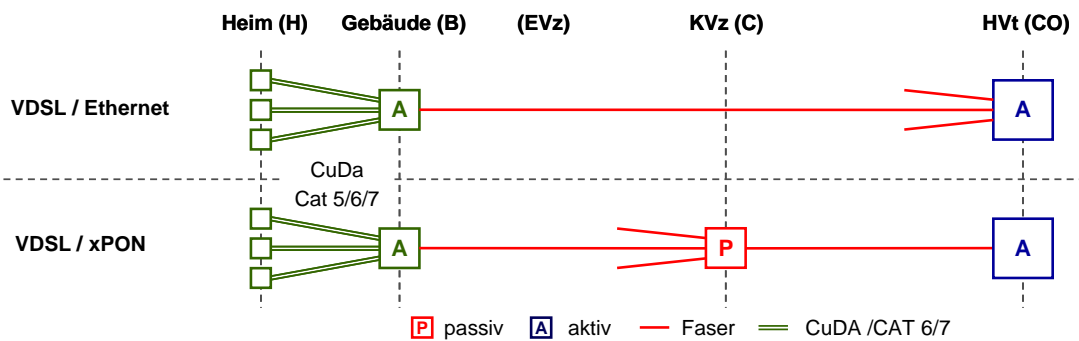 Heim (H) Gebäude (B) (EVz) KVz (C) HVt (CO)
VDSL / Ethernet A A
CuDa
Cat 5/6/7
VDSL / xPON A P A
P passiv A aktiv Faser CuDA /CAT 6/7